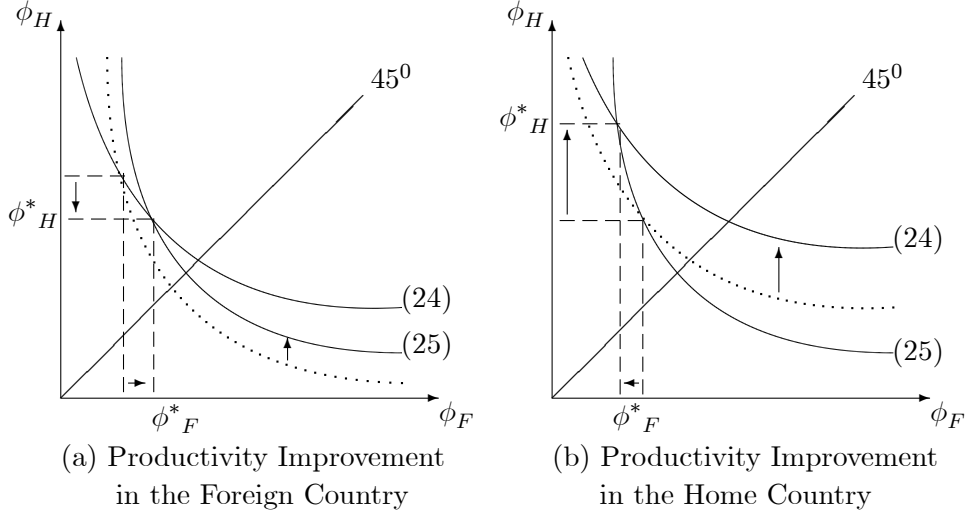 ϕ_H
45⁰
ϕ*_H
(24)
(25)
ϕ*_F
ϕ_F
(a) Productivity Improvement
in the Foreign Country
ϕ_H
45⁰
ϕ*_H
(24)
(25)
ϕ*_F
ϕ_F
(b) Productivity Improvement
in the Home Country